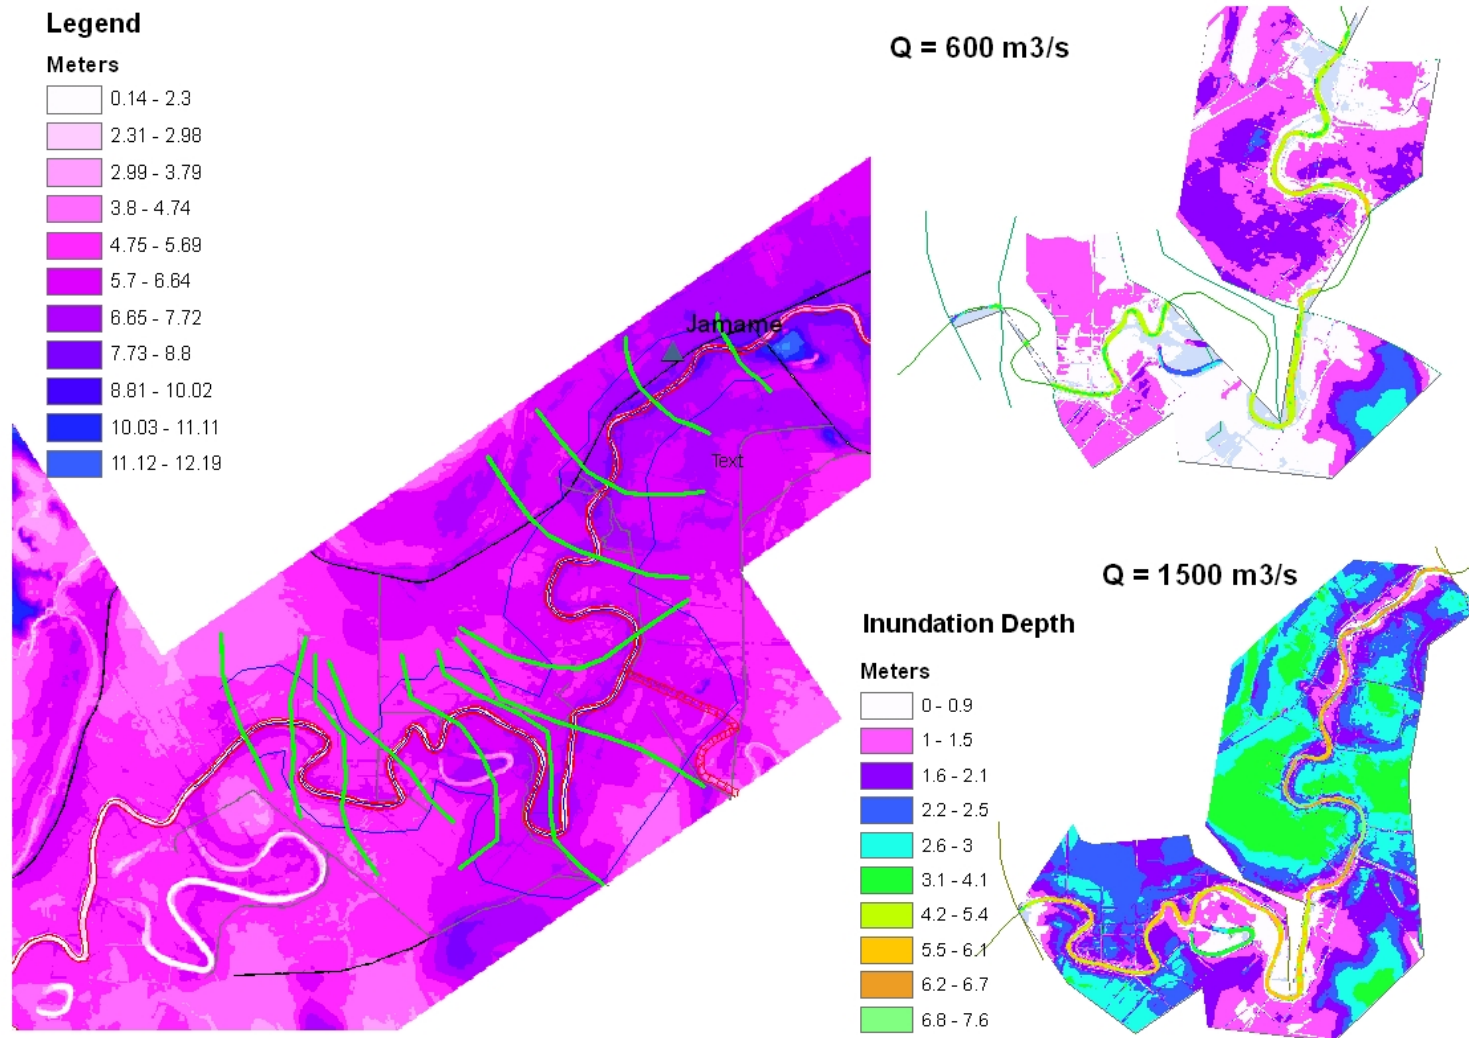 Legend
Meters
0.14 - 2.3
2.31 - 2.98
2.99 - 3.79
3.8 - 4.74
4.75 - 5.69
5.7 - 6.64
6.65 - 7.72
7.73 - 8.8
8.81 - 10.02
10.03 - 11.11
11.12 - 12.19
Jamame
Text
Q = 600 m3/s
Q = 1500 m3/s
Inundation Depth
Meters
0 - 0.9
1 - 1.5
1.6 - 2.1
2.2 - 2.5
2.6 - 3
3.1 - 4.1
4.2 - 5.4
5.5 - 6.1
6.2 - 6.7
6.8 - 7.6